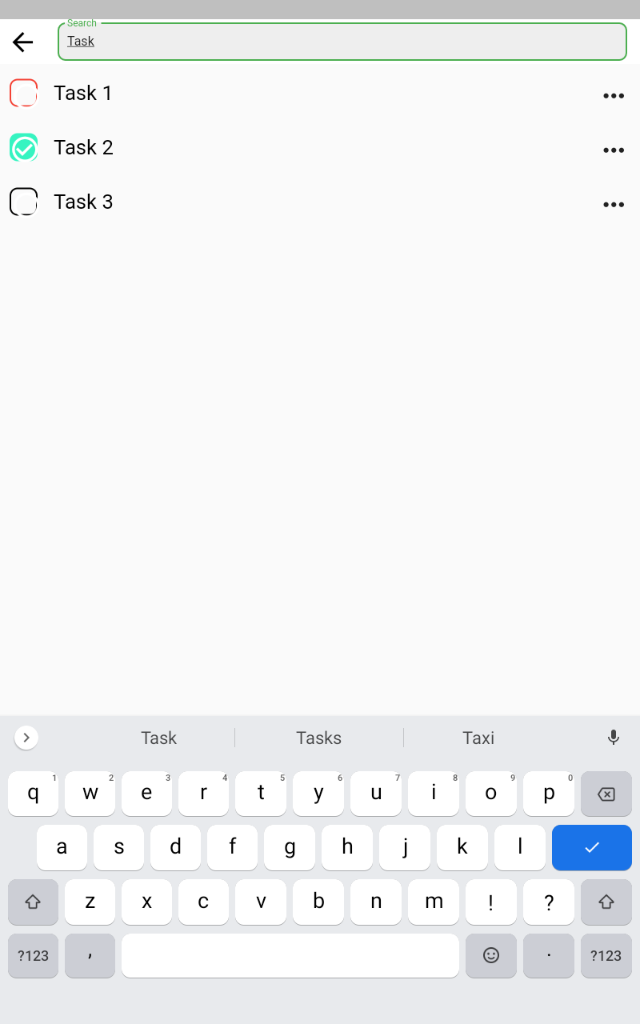 Search
Task
Task 1
Task 2
Task 3
Task Tasks Taxi
q 1 w 2 e 3 r 4 t 5 y 6 u 7 i 8 o 9 p 0
a s d f g h j k l
z x c v b n m ! ?
?123 , . ?123